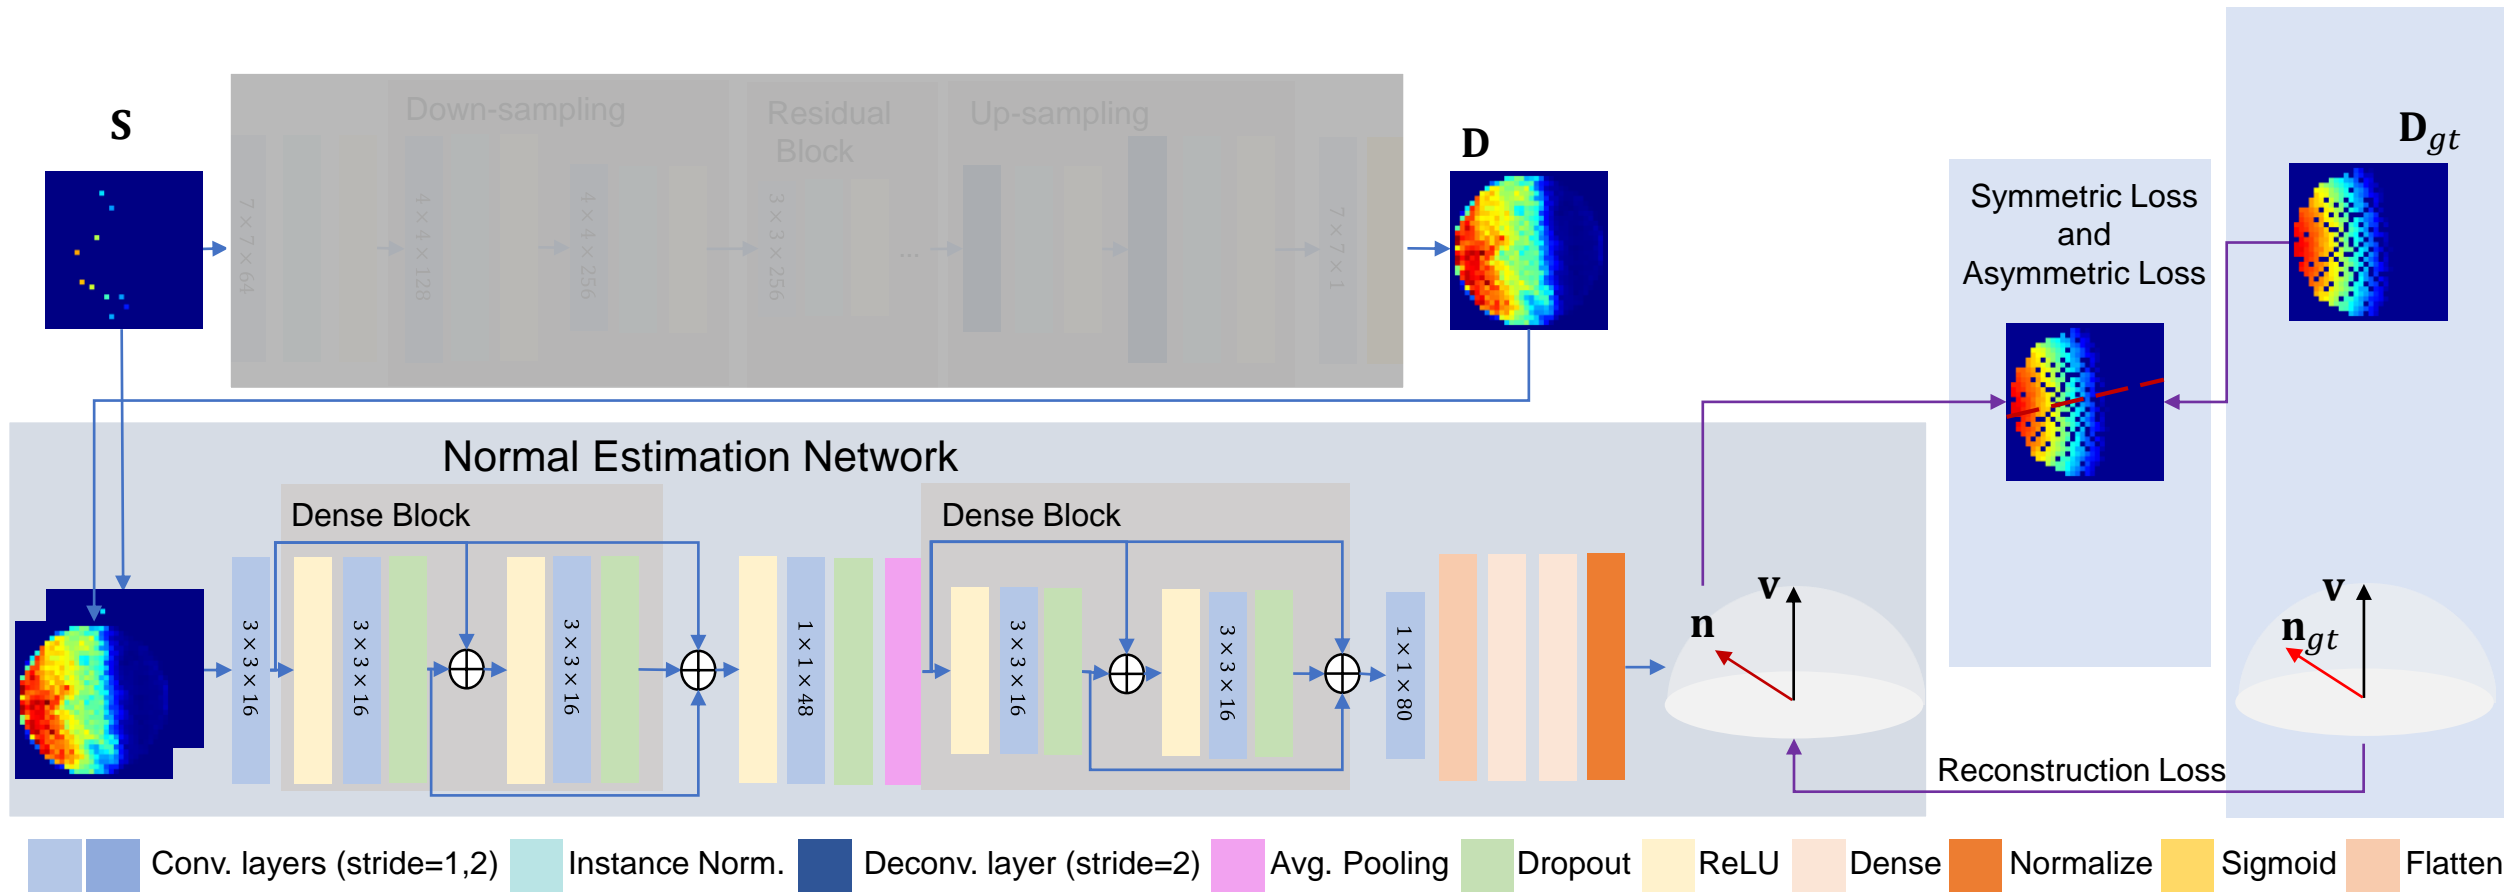 S
Down-sampling
Residual
Block
Up-sampling
D
D_gt
7×7×64
4×4×128
4×4×256
3×3×256
...
7×7×1
Symmetric Loss
and
Asymmetric Loss
Normal Estimation Network
Dense Block
Dense Block
3×3×16
3×3×16
3×3×16
1×1×48
3×3×16
3×3×16
1×1×80
v
n
v
n_gt
Reconstruction Loss
Conv. layers (stride=1,2)
Instance Norm.
Deconv. layer (stride=2)
Avg. Pooling
Dropout
ReLU
Dense
Normalize
Sigmoid
Flatten